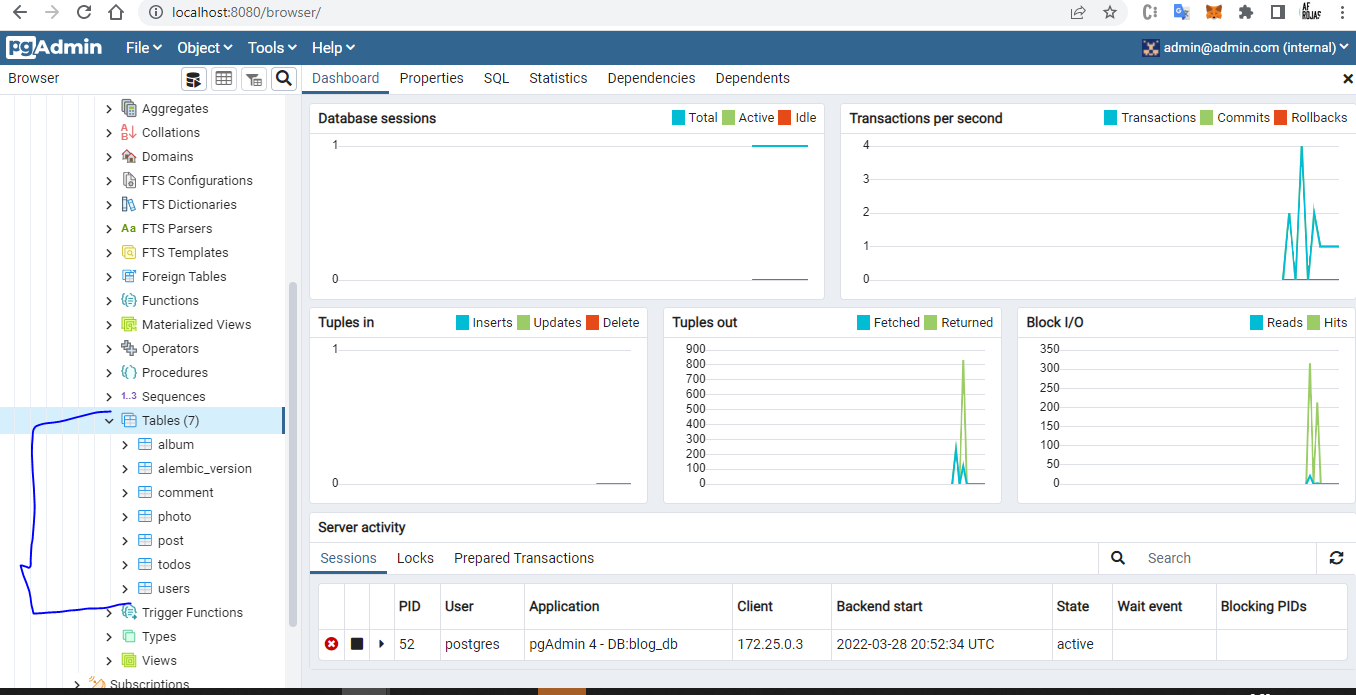 localhost:8080/browser/
AF ROJAS
pgAdmin File Object Tools Help admin@admin.com (internal)
Browser Dashboard Properties SQL Statistics Dependencies Dependents
Aggregates
Collations
Domains
FTS Configurations
FTS Dictionaries
Aa FTS Parsers
FTS Templates
Foreign Tables
Functions
Materialized Views
Operators
Procedures
1..3 Sequences
Tables (7)
album
alembic_version
comment
photo
post
todos
users
Trigger Functions
Types
Views
Subscriptions
Database sessions Total Active Idle
1
0
Transactions per second Transactions Commits Rollbacks
4
3
2
1
0
Tuples in Inserts Updates Delete
1
0
Tuples out Fetched Returned
900
800
700
600
500
400
300
200
100
0
Block I/O Reads Hits
350
300
250
200
150
100
50
0
Server activity
Sessions Locks Prepared Transactions Search
PID User Application Client Backend start State Wait event Blocking PIDs
52 postgres pgAdmin 4 - DB:blog_db 172.25.0.3 2022-03-28 20:52:34 UTC active